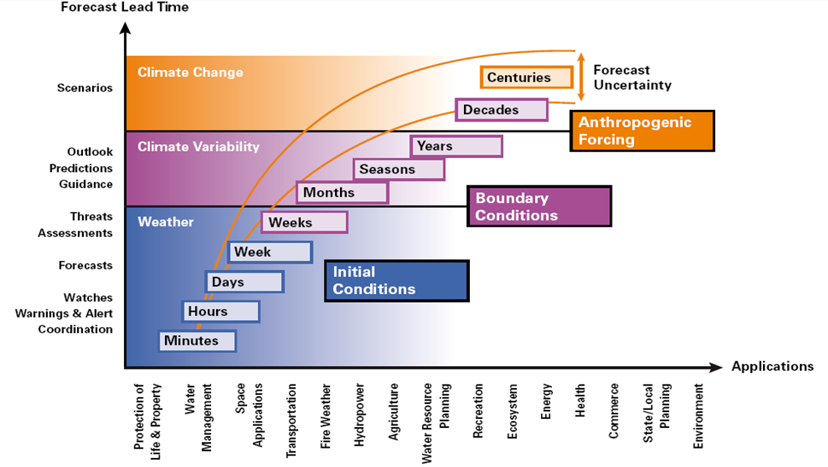 Forecast Lead Time
Climate Change
Centuries
Forecast
Uncertainty
Scenarios
Decades
Anthropogenic
Forcing
Climate Variability
Years
Outlook
Predictions
Guidance
Seasons
Months
Boundary
Conditions
Weather
Weeks
Threats
Assessments
Week
Forecasts
Initial
Conditions
Days
Watches
Warnings & Alert
Coordination
Hours
Minutes
Applications
Protection of
Life & Property
Water
Management
Space
Applications
Transportation
Fire Weather
Hydropower
Agriculture
Water Resource
Planning
Recreation
Ecosystem
Energy
Health
Commerce
State/Local
Planning
Environment